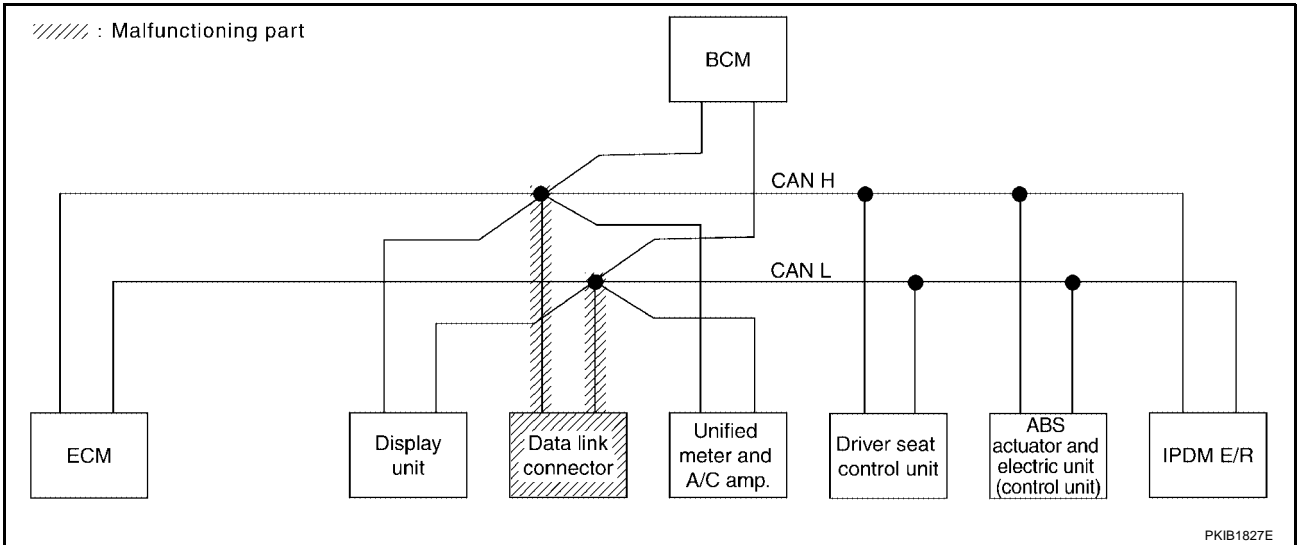 : Malfunctioning part
BCM
CAN H
CAN L
ECM
Display
unit
Data link
connector
Unified
meter and
A/C amp.
Driver seat
control unit
ABS
actuator and
electric unit
(control unit)
IPDM E/R
PKIB1827E